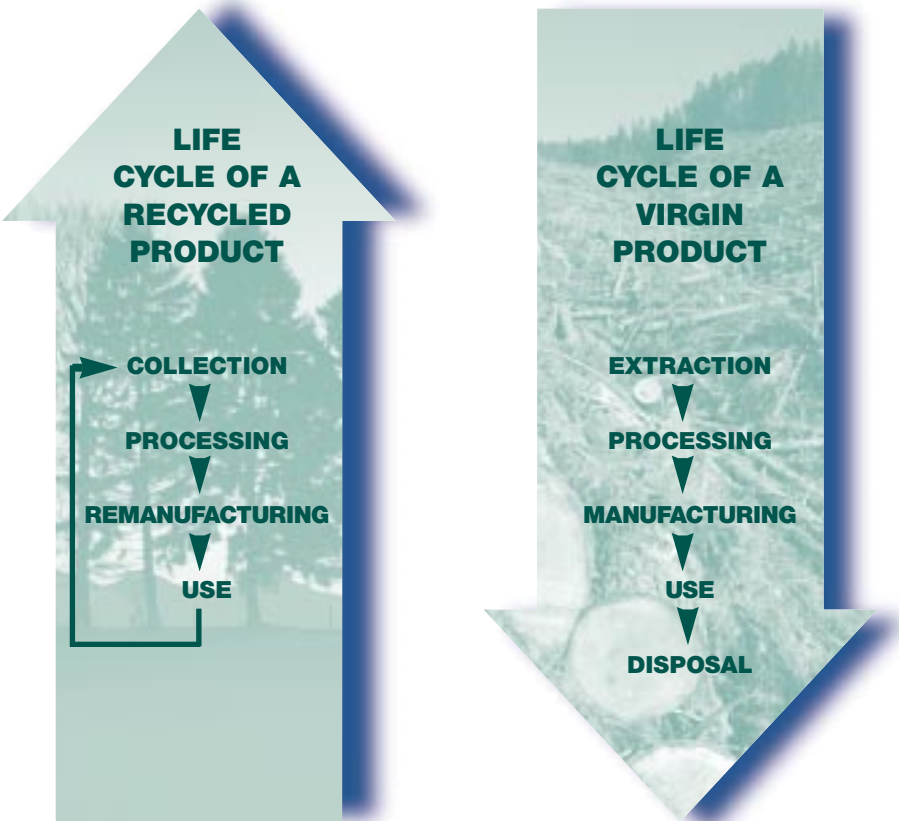 LIFE
CYCLE OF A
RECYCLED
PRODUCT
COLLECTION
PROCESSING
REMANUFACTURING
USE
LIFE
CYCLE OF A
VIRGIN
PRODUCT
EXTRACTION
PROCESSING
MANUFACTURING
USE
DISPOSAL